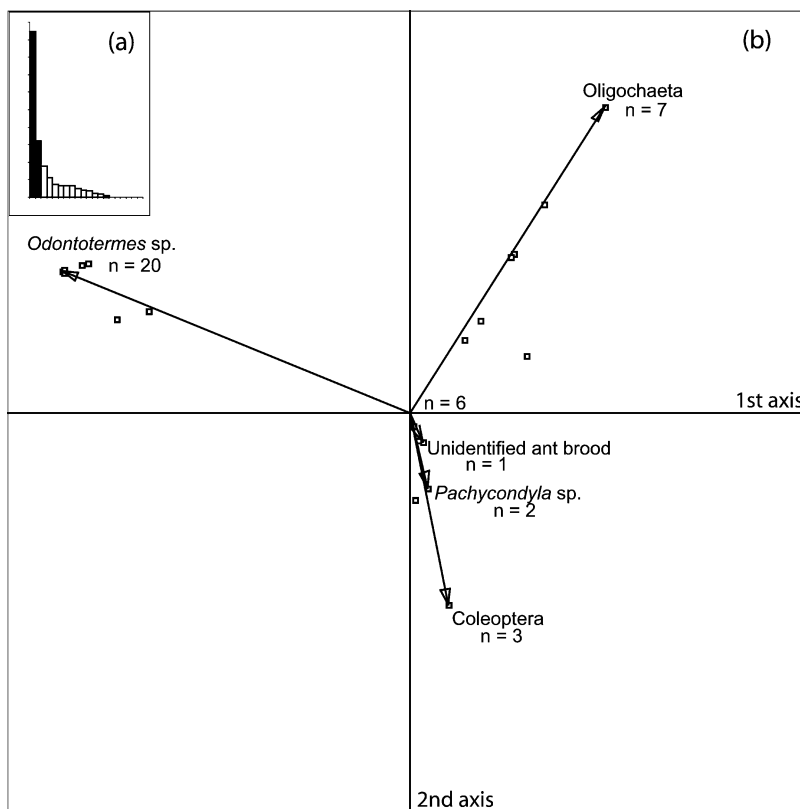 (a)
(b)
Oligochaeta
n = 7
Odontotermes sp.
n = 20
n = 6
1st axis
Unidentified ant brood
n = 1
Pachycondyla sp.
n = 2
Coleoptera
n = 3
2nd axis